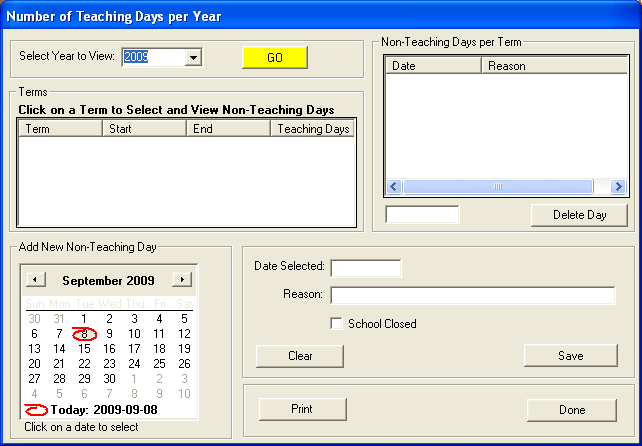 Number of Teaching Days per Year
Select Year to View: 2009 GO
Terms
Click on a Term to Select and View Non-Teaching Days
Term Start End Teaching Days
Non-Teaching Days per Term
Date Reason
Delete Day
Add New Non-Teaching Day
September 2009
Sun Mon Tue Wed Thu Fri Sat
30 31 1 2 3 4 5
6 7 8 9 10 11 12
13 14 15 16 17 18 19
20 21 22 23 24 25 26
27 28 29 30 1 2 3
4 5 6 7 8 9 10
Today: 2009-09-08
Click on a date to select
Date Selected:
Reason:
School Closed
Clear Save
Print Done